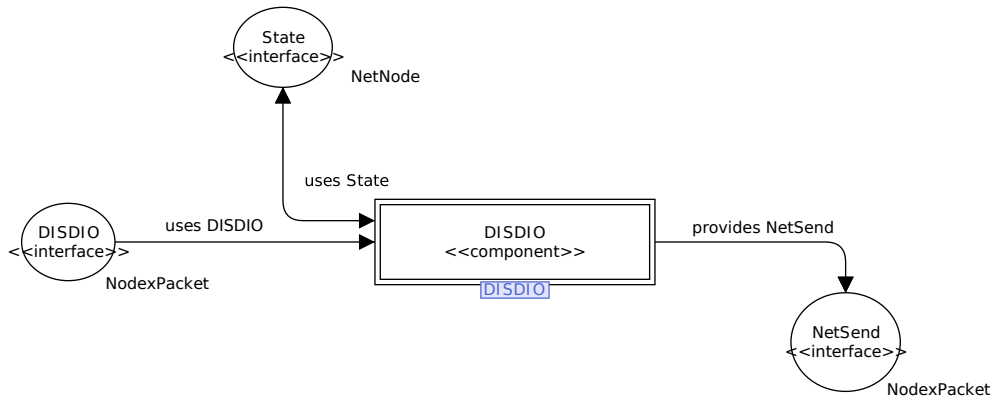 State
<<interface>>
NetNode
uses State
DISDIO
<<interface>>
NodexPacket
uses DISDIO
DISDIO
<<component>>
DISDIO
provides NetSend
NetSend
<<interface>>
NodexPacket